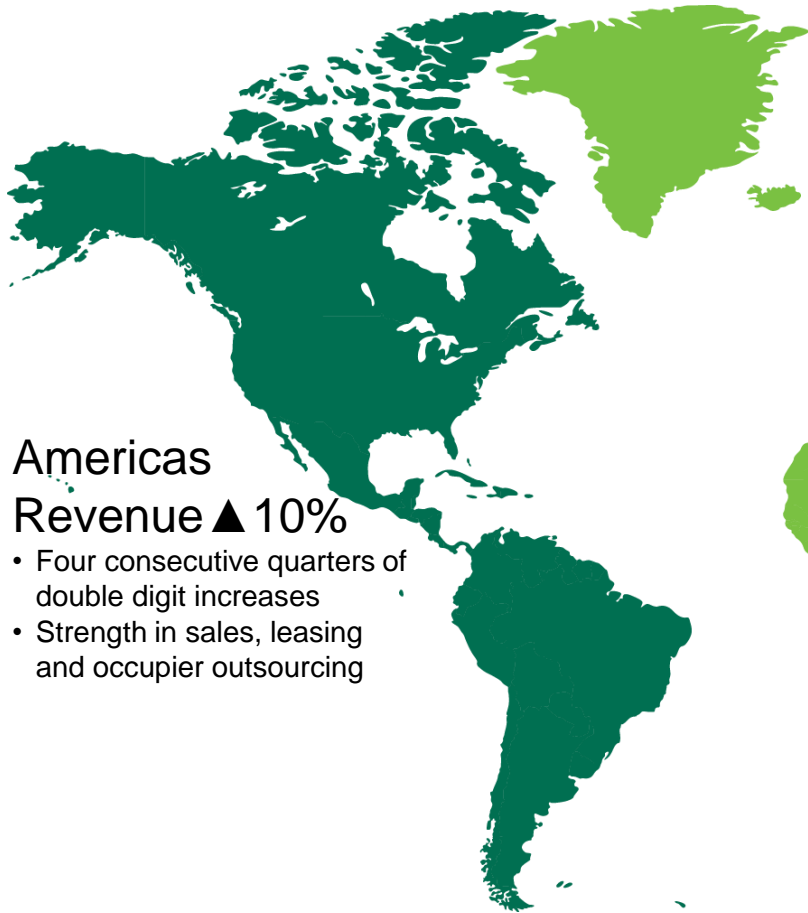 Americas
Revenue ▲ 10%
• Four consecutive quarters of
double digit increases
• Strength in sales, leasing
and occupier outsourcing